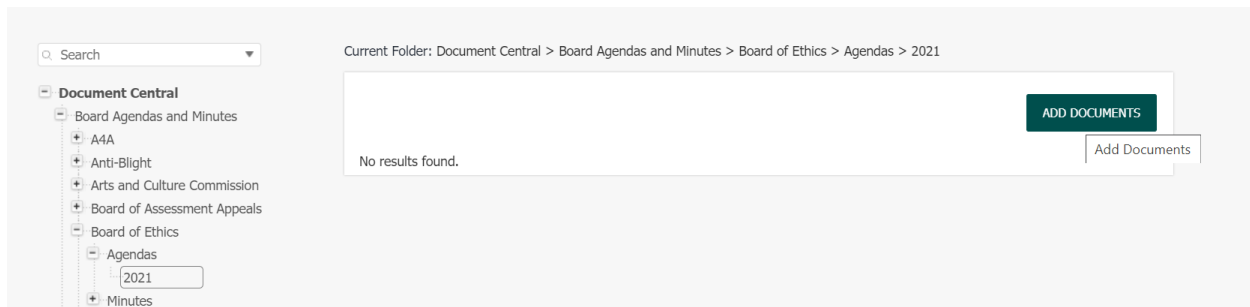 Search
Document Central
Board Agendas and Minutes
A4A
Anti-Blight
Arts and Culture Commission
Board of Assessment Appeals
Board of Ethics
Agendas
2021
Minutes
Current Folder: Document Central > Board Agendas and Minutes > Board of Ethics > Agendas > 2021
ADD DOCUMENTS
Add Documents
No results found.